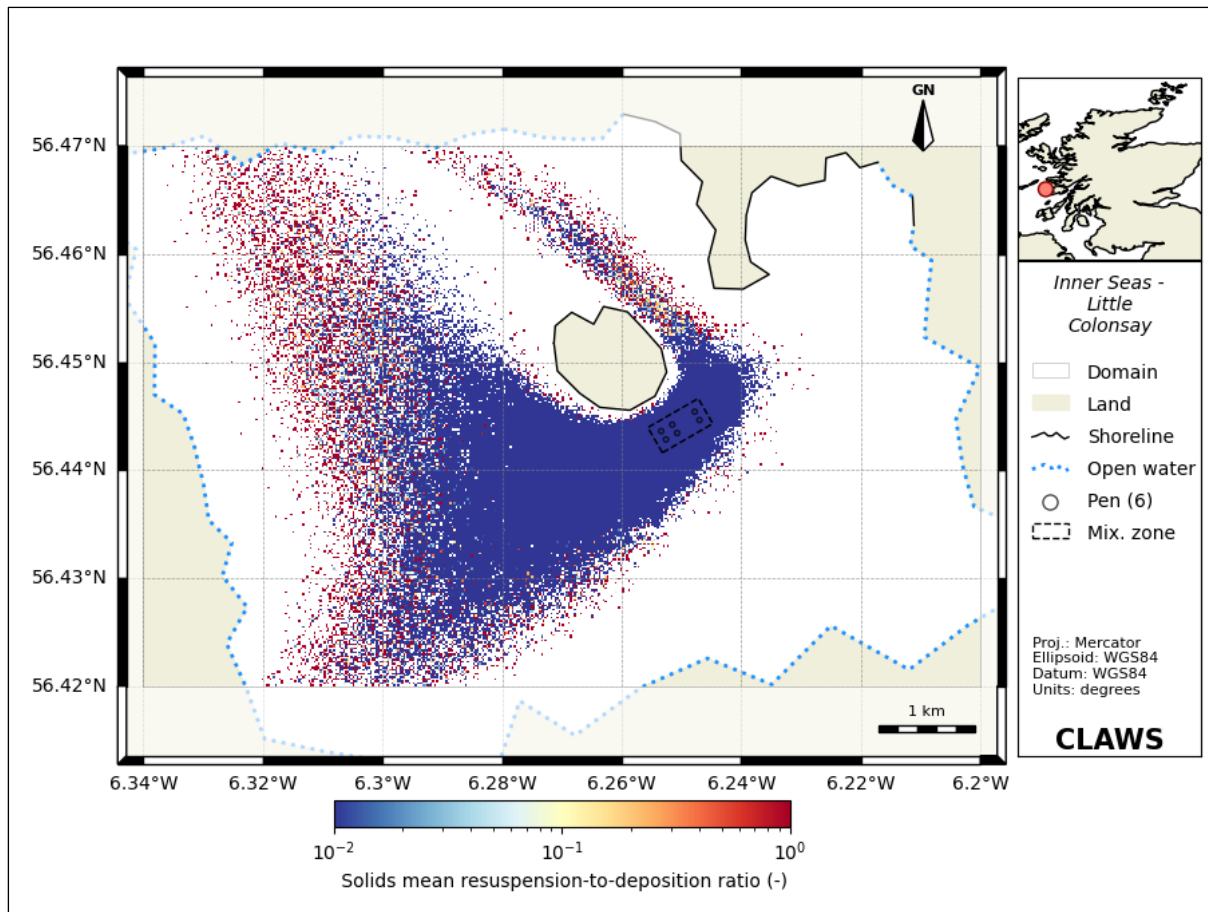 GN
56.47°N
56.46°N
56.45°N
56.44°N
56.43°N
56.42°N
6.34°W
6.32°W
6.3°W
6.28°W
6.26°W
6.24°W
6.22°W
6.2°W
1 km
10⁻²
10⁻¹
10⁰
Solids mean resuspension-to-deposition ratio (-)
Inner Seas -
Little
Colonsay
Domain
Land
Shoreline
Open water
Pen (6)
Mix. zone
Proj.: Mercator
Ellipsoid: WGS84
Datum: WGS84
Units: degrees
CLAWS